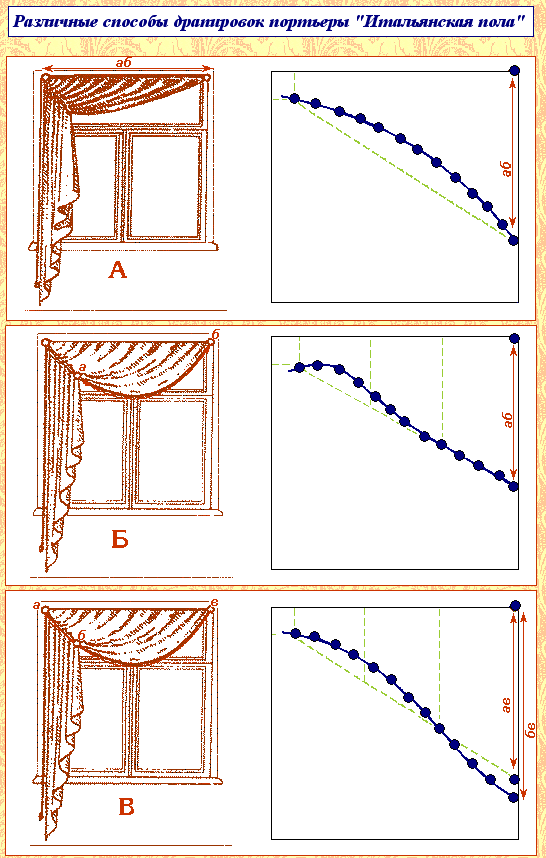 Различные способы драпировок портьеры "Итальянская пола"
аб
аб
А
б
а
аб
Б
а
в
б
ав
бв
В